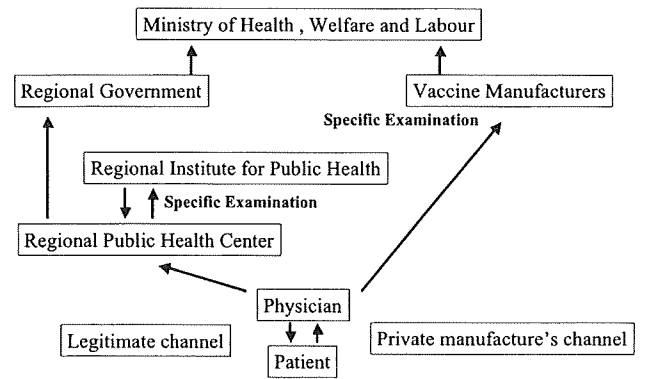 Ministry of Health , Welfare and Labour
Regional Government
Vaccine Manufacturers
Specific Examination
Regional Institute for Public Health
Specific Examination
Regional Public Health Center
Physician
Legitimate channel
Private manufacture's channel
Patient